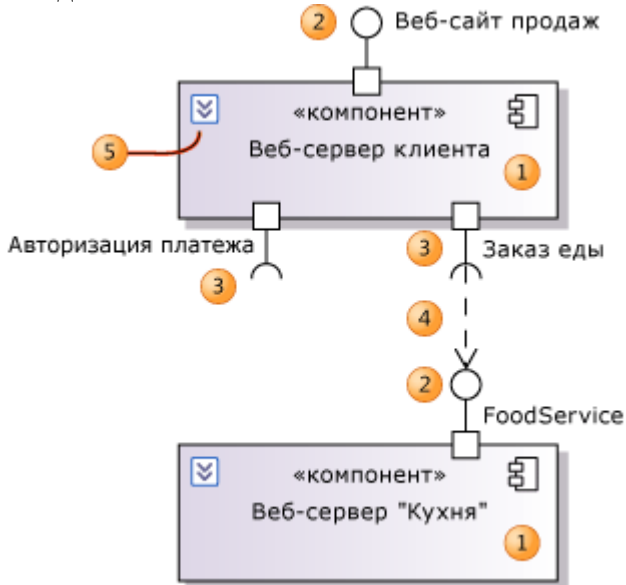 2 Веб-сайт продаж
«компонент»
5 Веб-сервер клиента
1
Авторизация платежа 3 Заказ еды
3
4
2
FoodService
«компонент»
Веб-сервер "Кухня"
1